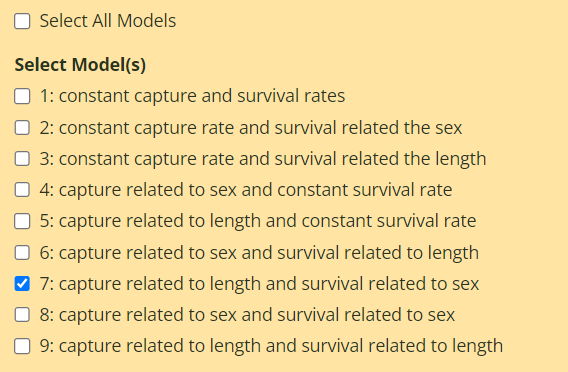 Select All Models
Select Model(s)
1: constant capture and survival rates
2: constant capture rate and survival related the sex
3: constant capture rate and survival related the length
4: capture related to sex and constant survival rate
5: capture related to length and constant survival rate
6: capture related to sex and survival related to length
7: capture related to length and survival related to sex
8: capture related to sex and survival related to sex
9: capture related to length and survival related to length